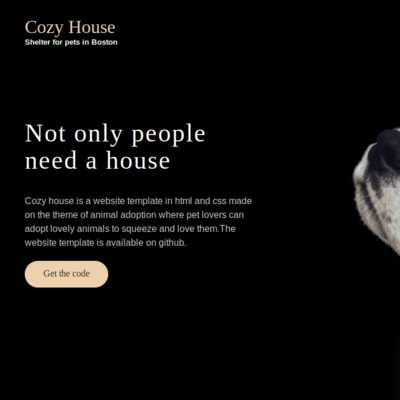 Cozy House
Shelter for pets in Boston
Not only people
need a house
Cozy house is a website template in html and css made
on the theme of animal adoption where pet lovers can
adopt lovely animals to squeeze and love them.The
website template is available on github.
Get the code